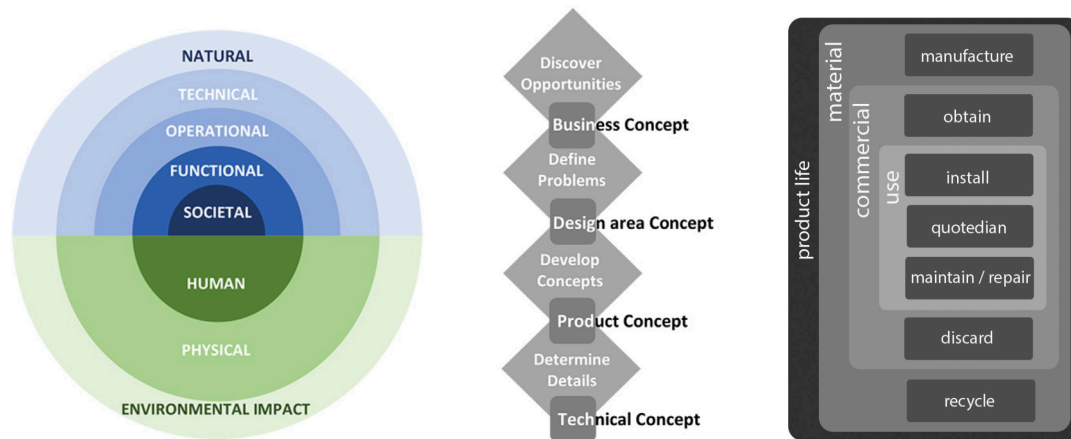 NATURAL
TECHNICAL
OPERATIONAL
FUNCTIONAL
SOCIETAL
HUMAN
PHYSICAL
ENVIRONMENTAL IMPACT
Discover
Opportunities
Business Concept
Define
Problems
Design area Concept
Develop
Concepts
Product Concept
Determine
Details
Technical Concept
product life
material
commercial
use
manufacture
obtain
install
quotedian
maintain / repair
discard
recycle